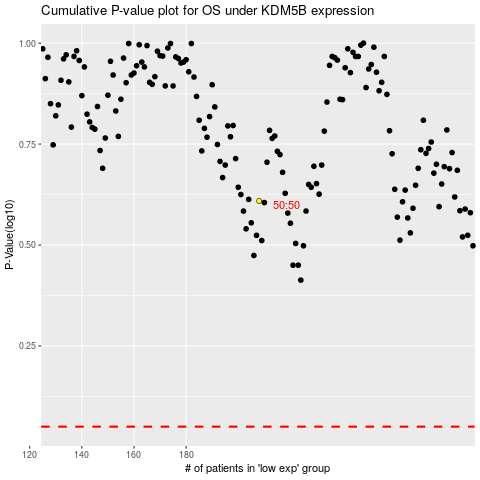 Cumulative P-value plot for OS under KDM5B expression
P-Value(log10)
1.00
0.75
0.50
0.25
50:50
120 140 160 180
# of patients in 'low exp' group